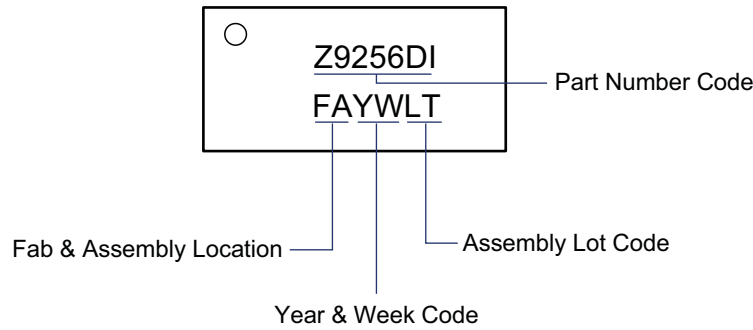 Z9256DI
Part Number Code
FAYWLT
Fab & Assembly Location
Assembly Lot Code
Year & Week Code